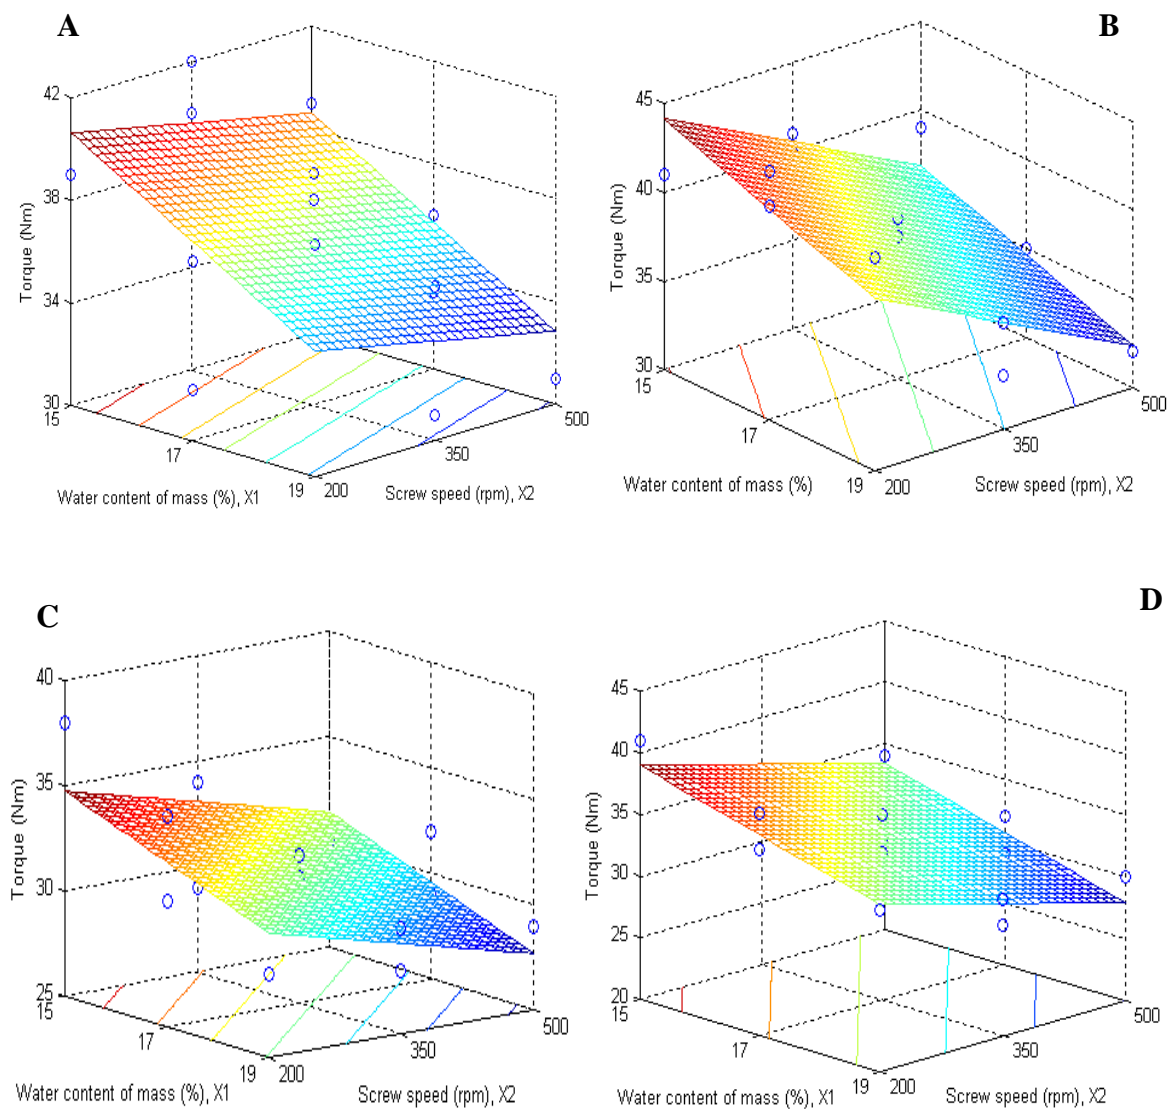 A
B
42
38
34
30
Torque (Nm)
15
17
19
200
350
500
Water content of mass (%), X1
Screw speed (rpm), X2
45
40
35
30
Torque (Nm)
15
17
19
200
350
500
Water content of mass (%)
Screw speed (rpm), X2
C
D
40
35
30
25
Torque (Nm)
15
17
19
200
350
500
Water content of mass (%), X1
Screw speed (rpm), X2
45
40
35
30
25
20
Torque (Nm)
15
17
19
200
350
500
Water content of mass (%), X1
Screw speed (rpm), X2